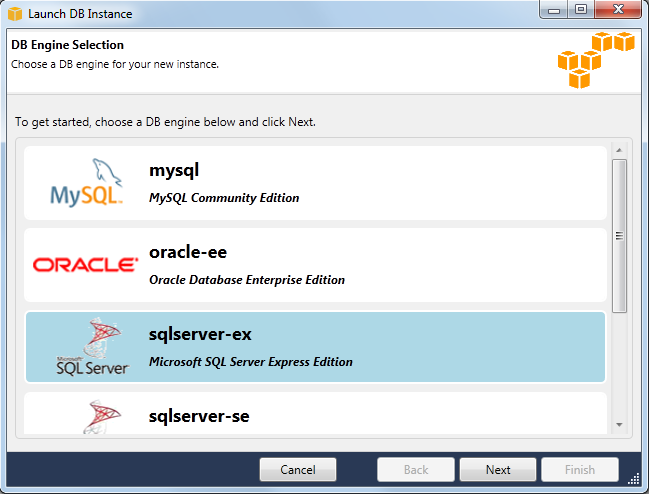 Launch DB Instance
DB Engine Selection
Choose a DB engine for your new instance.
To get started, choose a DB engine below and click Next.
MySQL
mysql
MySQL Community Edition
ORACLE
oracle-ee
Oracle Database Enterprise Edition
Microsoft
SQL Server
sqlserver-ex
Microsoft SQL Server Express Edition
sqlserver-se
Cancel
Back
Next
Finish